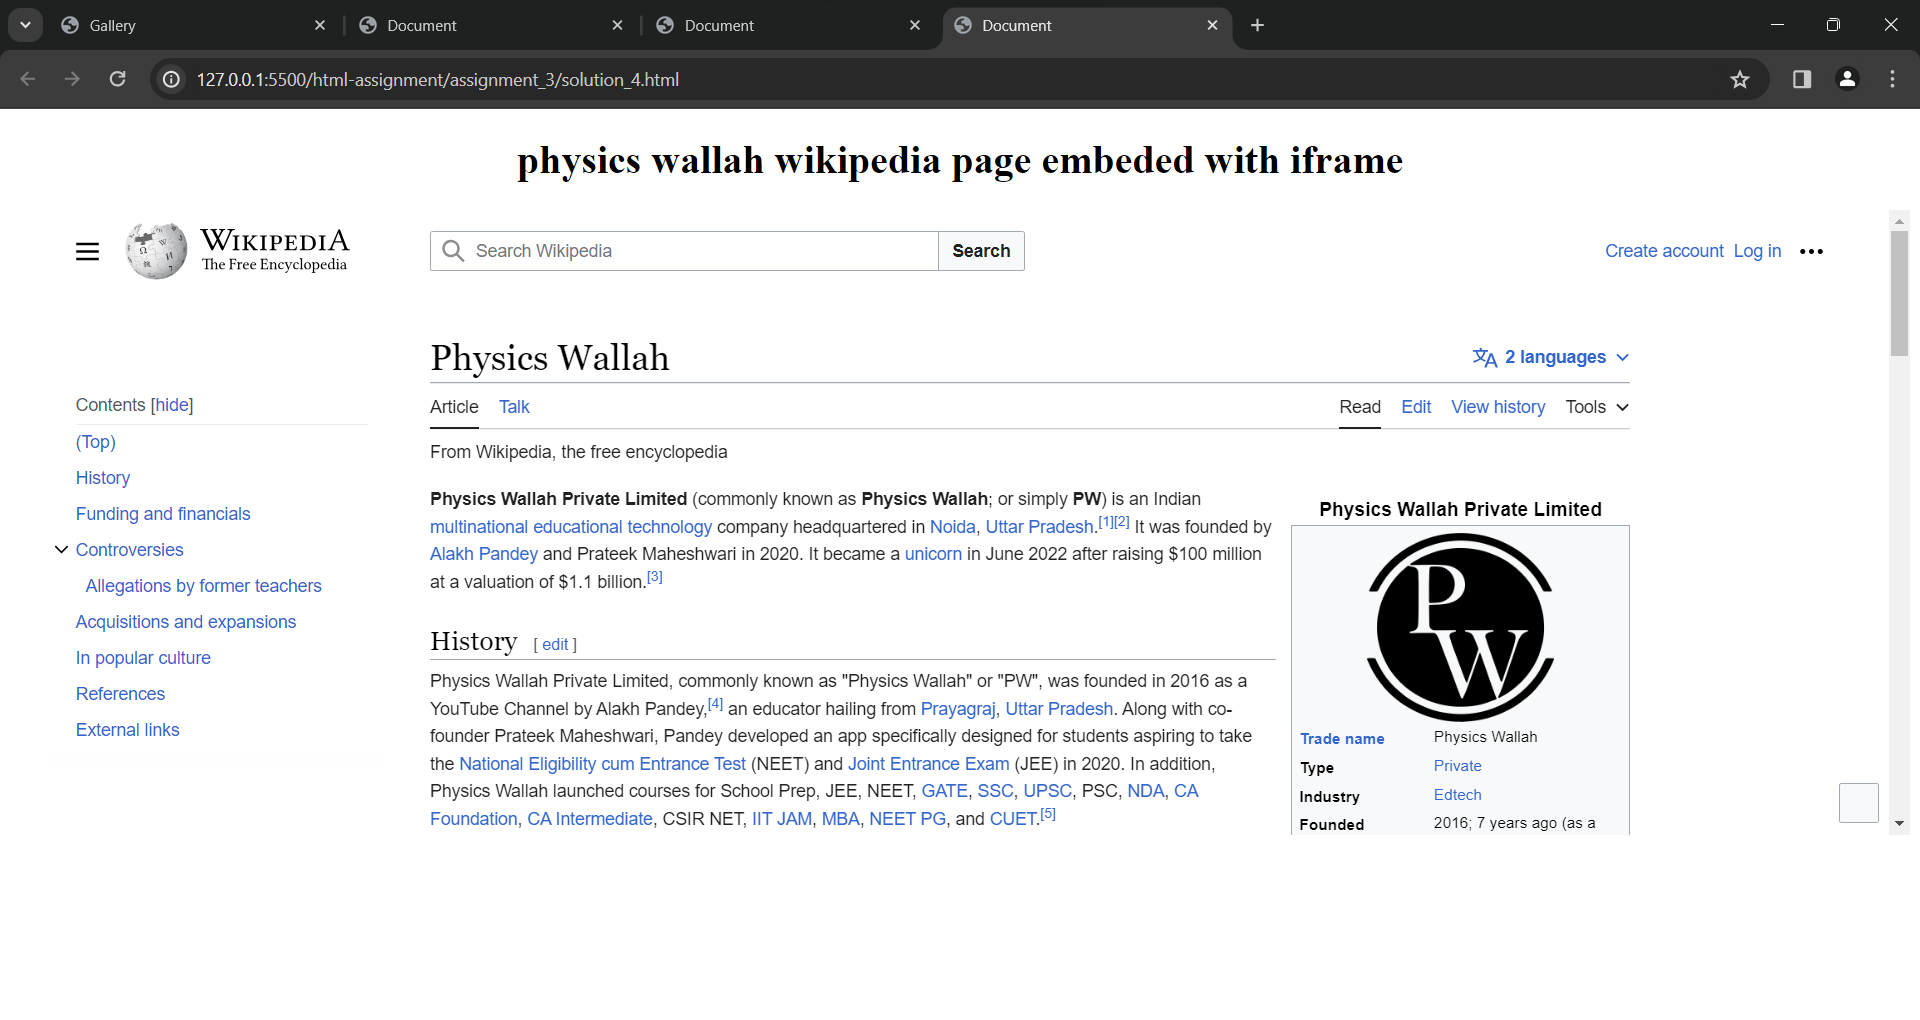 Gallery
Document
Document
Document
127.0.0.1:5500/html-assignment/assignment_3/solution_4.html
physics wallah wikipedia page embeded with iframe
WIKIPEDIA
The Free Encyclopedia
Search Wikipedia
Search
Create account Log in
Physics Wallah
2 languages
Contents [hide]
(Top)
History
Funding and financials
Controversies
Allegations by former teachers
Acquisitions and expansions
In popular culture
References
External links
Article Talk
Read Edit View history Tools
From Wikipedia, the free encyclopedia
Physics Wallah Private Limited (commonly known as Physics Wallah; or simply PW) is an Indian
multinational educational technology company headquartered in Noida, Uttar Pradesh.[1][2] It was founded by
Alakh Pandey and Prateek Maheshwari in 2020. It became a unicorn in June 2022 after raising $100 million
at a valuation of $1.1 billion.[3]
History [ edit ]
Physics Wallah Private Limited, commonly known as "Physics Wallah" or "PW", was founded in 2016 as a
YouTube Channel by Alakh Pandey,[4] an educator hailing from Prayagraj, Uttar Pradesh. Along with co-
founder Prateek Maheshwari, Pandey developed an app specifically designed for students aspiring to take
the National Eligibility cum Entrance Test (NEET) and Joint Entrance Exam (JEE) in 2020. In addition,
Physics Wallah launched courses for School Prep, JEE, NEET, GATE, SSC, UPSC, PSC, NDA, CA
Foundation, CA Intermediate, CSIR NET, IIT JAM, MBA, NEET PG, and CUET.[5]
Physics Wallah Private Limited
P
W
Trade name Physics Wallah
Type Private
Industry Edtech
Founded 2016; 7 years ago (as a